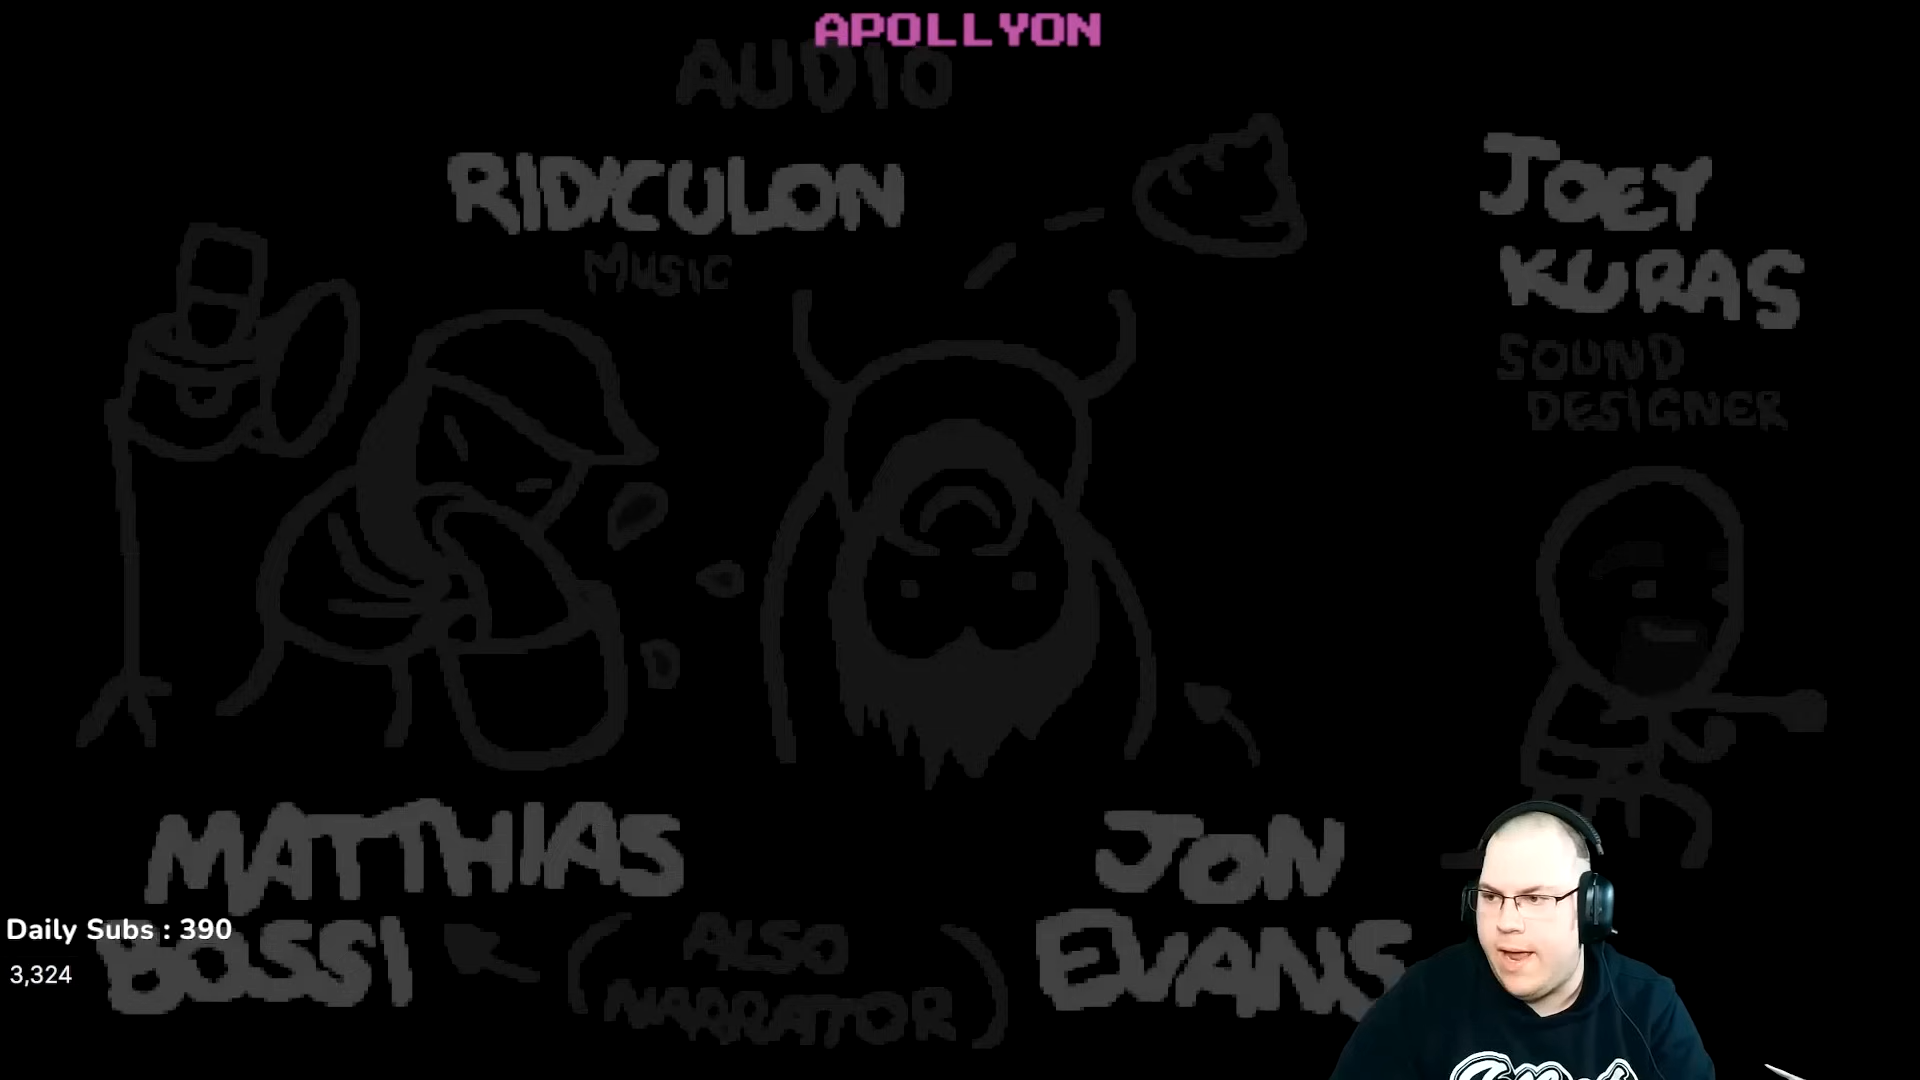 APOLLYON
AUDIO
RIDICULON
MUSIC
JOEY
KURAS
SOUND
DESIGNER
MATTHIAS
BOSSI
(ALSO
NARRATOR)
JON
EVANS
Daily Subs : 390
3,324